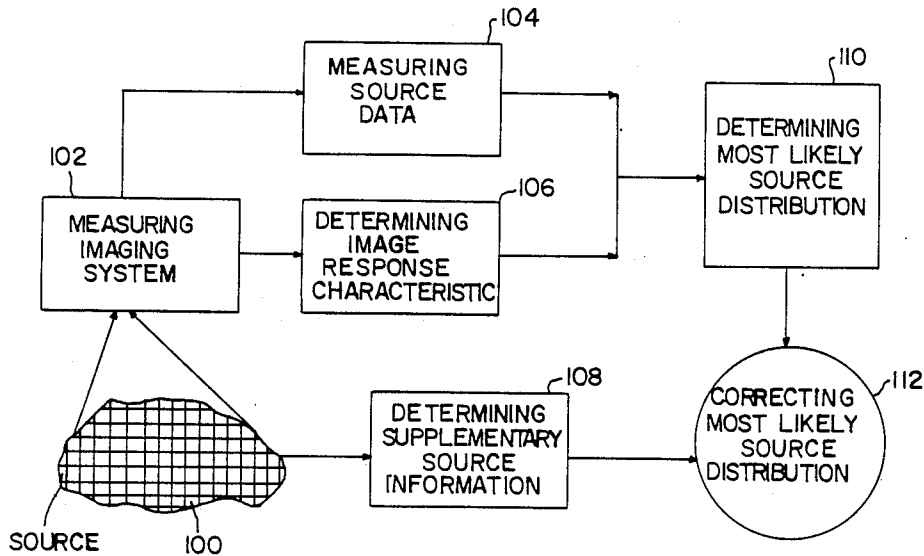 104
MEASURING
SOURCE
DATA
110
DETERMINING
MOST LIKELY
SOURCE
DISTRIBUTION
102
MEASURING
IMAGING
SYSTEM
106
DETERMINING
IMAGE
RESPONSE
CHARACTERISTIC
108
DETERMINING
SUPPLEMENTARY
SOURCE
INFORMATION
112
CORRECTING
MOST LIKELY
SOURCE
DISTRIBUTION
SOURCE
100